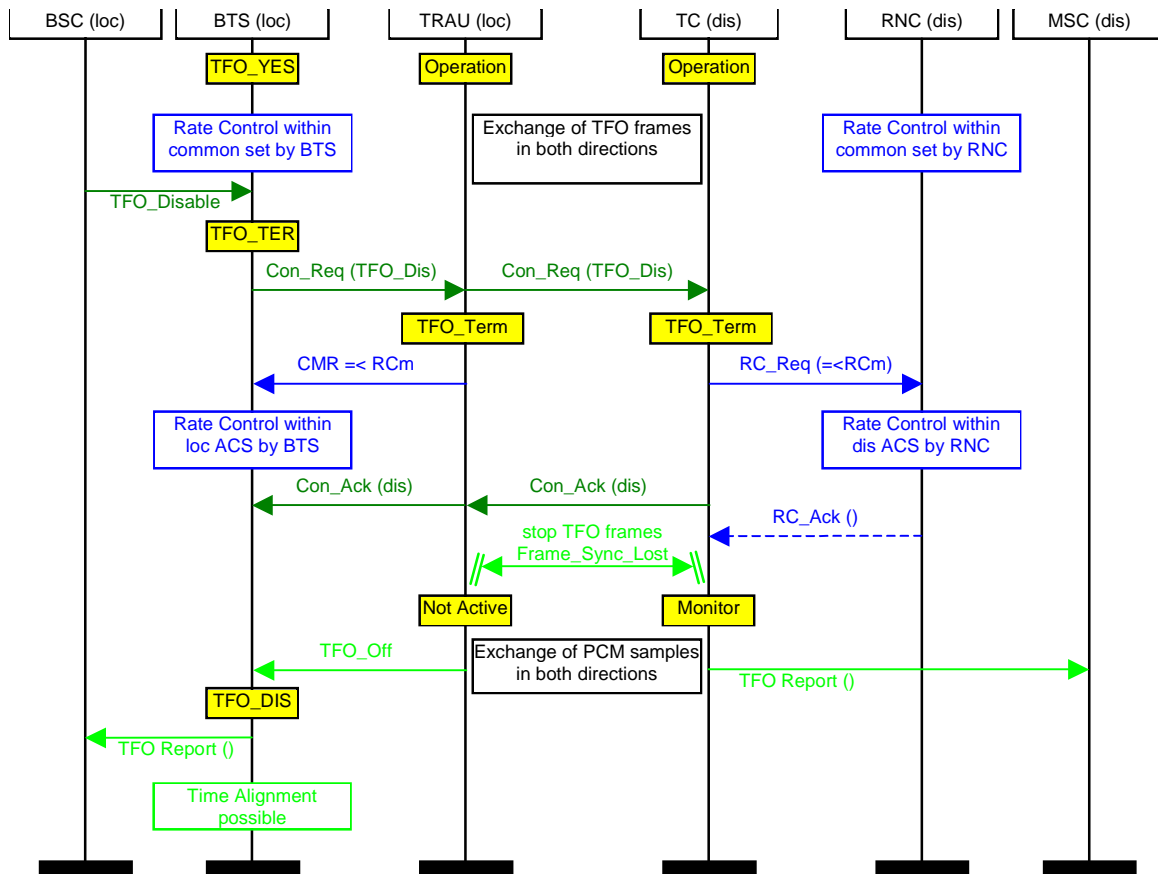 BSC (loc)
BTS (loc)
TRAU (loc)
TC (dis)
RNC (dis)
MSC (dis)
TFO_YES
Operation
Operation
Rate Control within
common set by BTS
Exchange of TFO frames
in both directions
Rate Control within
common set by RNC
TFO_Disable
TFO_TER
Con_Req (TFO_Dis)
Con_Req (TFO_Dis)
TFO_Term
TFO_Term
CMR =< RCm
RC_Req (=<RCm)
Rate Control within
loc ACS by BTS
Rate Control within
dis ACS by RNC
Con_Ack (dis)
Con_Ack (dis)
RC_Ack ()
stop TFO frames
Frame_Sync_Lost
Not Active
Monitor
TFO_Off
Exchange of PCM samples
in both directions
TFO Report ()
TFO_DIS
TFO Report ()
Time Alignment
possible